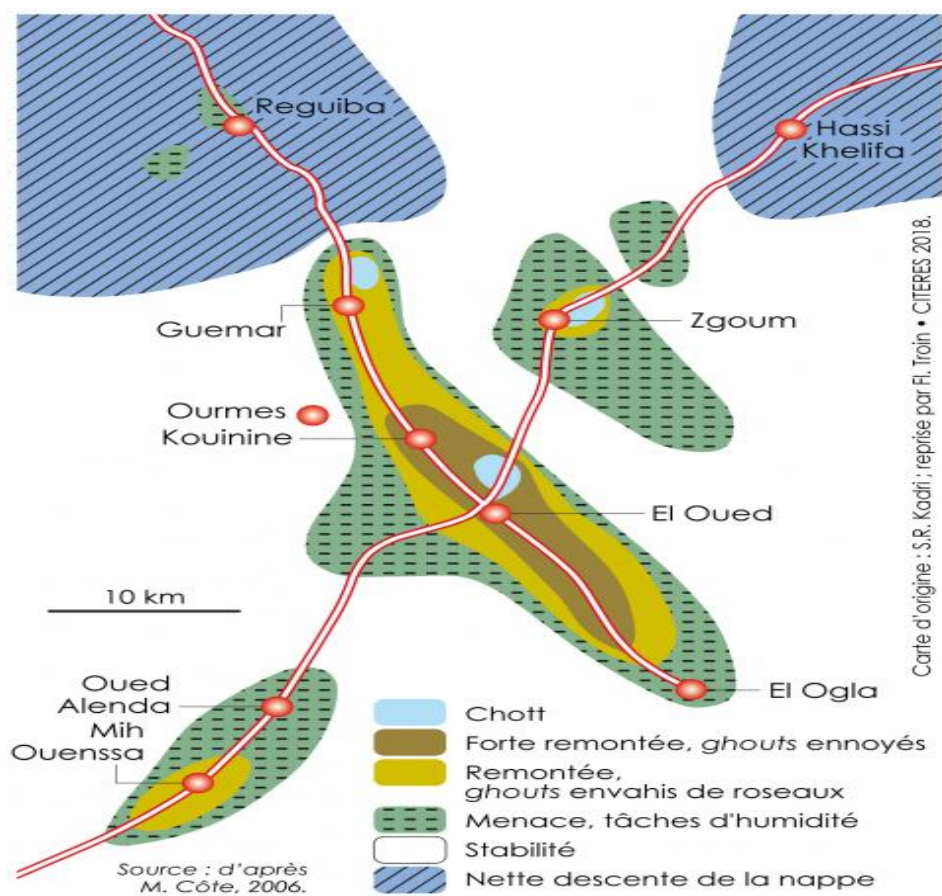 Reguiba
Hassi
Khelifa
Guemar
Zgoum
Ourmes
Kouinine
El Oued
10 km
Oued
Alenda
Mih
Ouenssa
El Ogla
Chott
Forte remontée, ghouts ennoyés
Remontée,
ghouts envahis de roseaux
Menace, tâches d'humidité
Stabilité
Nette descente de la nappe
Source : d'après
M. Côte, 2006.
Carte d'origine : S.R. Kadri ; reprise par Fl. Troin • CITERES 2018.